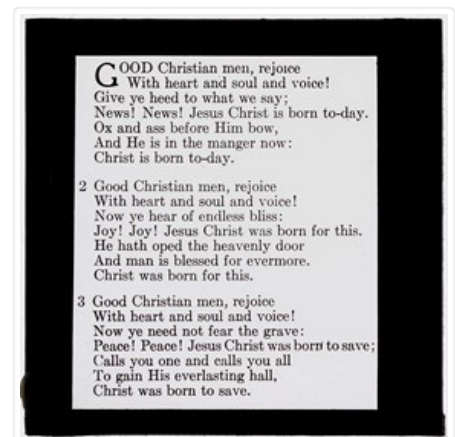 GOOD Christian men, rejoice
With heart and soul and voice!
Give ye heed to what we say;
News! News! Jesus Christ is born to-day.
Ox and ass before Him bow,
And He is in the manger now:
Christ is born to-day.
2 Good Christian men, rejoice
With heart and soul and voice!
Now ye hear of endless bliss:
Joy! Joy! Jesus Christ was born for this.
He hath oped the heavenly door
And man is blessed for evermore.
Christ was born for this.
3 Good Christian men, rejoice
With heart and soul and voice!
Now ye need not fear the grave:
Peace! Peace! Jesus Christ was born to save;
Calls you one and calls you all
To gain His everlasting hall,
Christ was born to save.